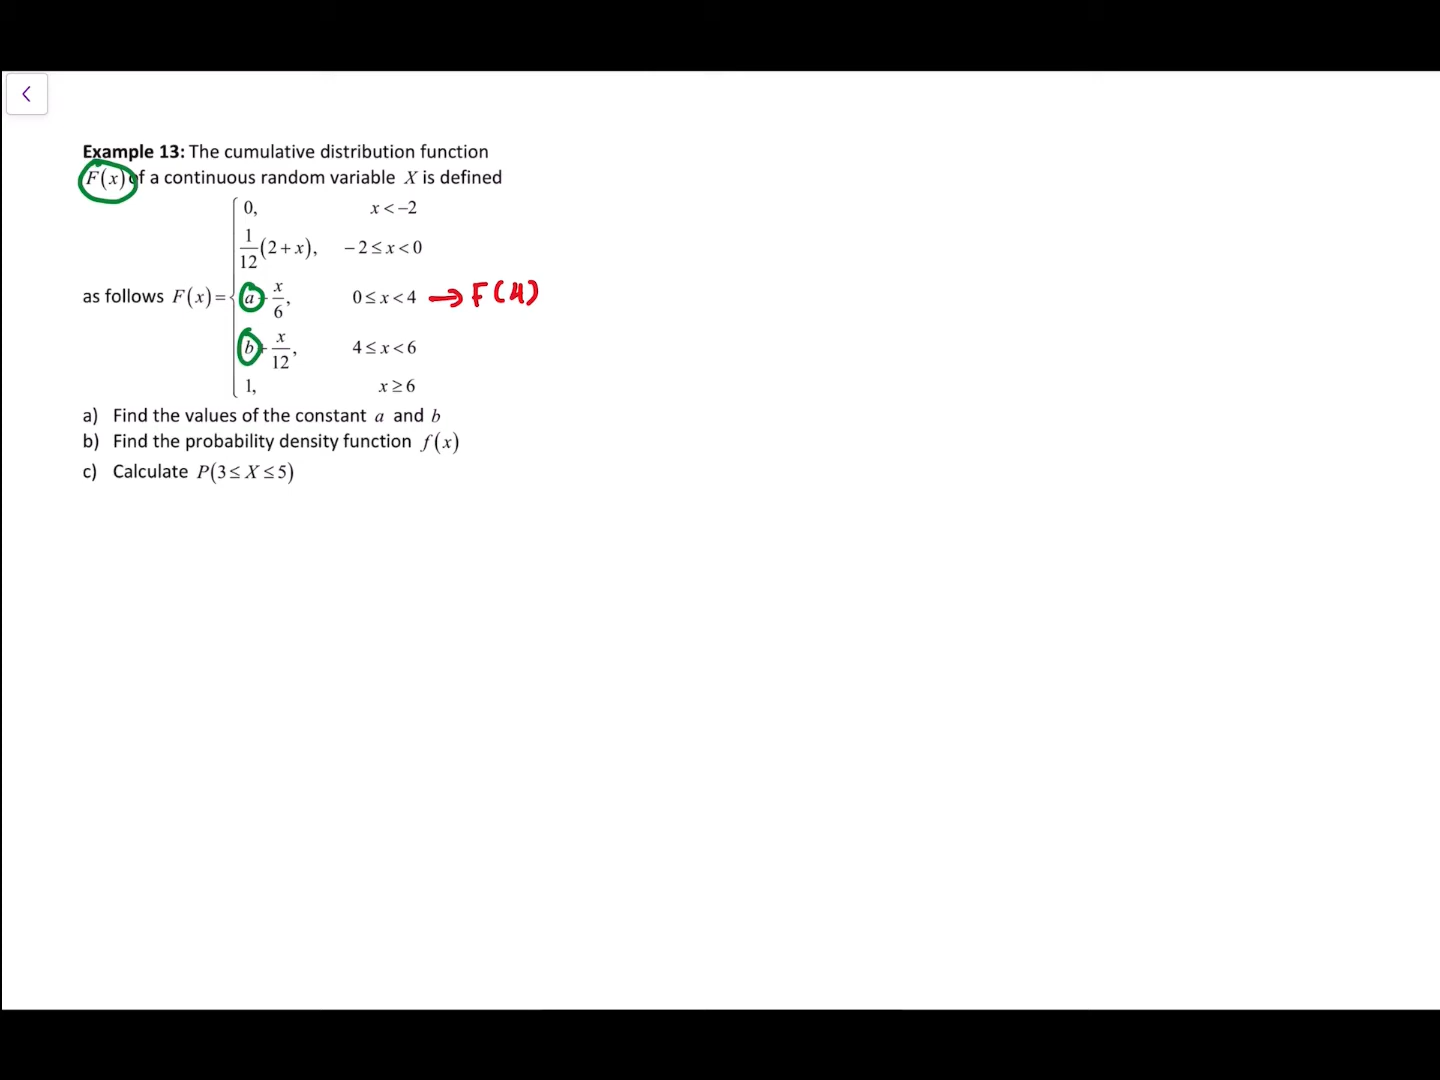 Example 13: The cumulative distribution function
F(x) of a continuous random variable X is defined
0, x < −2
1/12 (2 + x), −2 ≤ x < 0
as follows F(x) = { a + x/6, 0 ≤ x < 4 → F(4)
b + x/12, 4 ≤ x < 6
1, x ≥ 6
a) Find the values of the constant a and b
b) Find the probability density function f(x)
c) Calculate P(3 ≤ X ≤ 5)